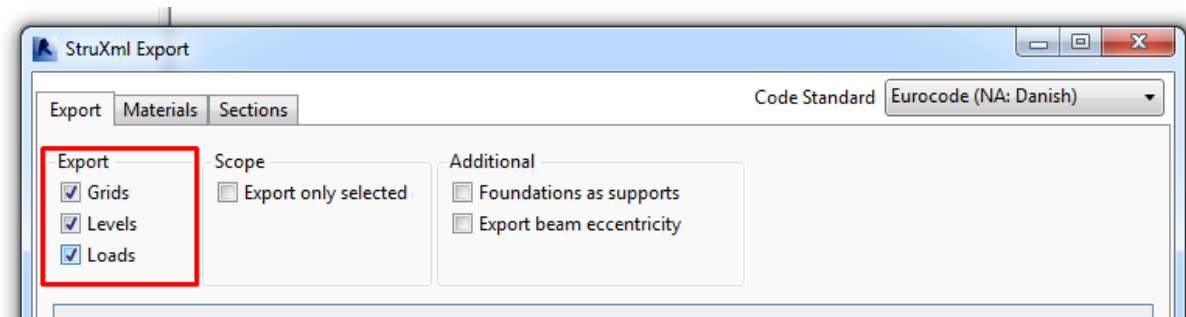 StruXml Export
Code Standard Eurocode (NA: Danish)
Export Materials Sections
Export Scope Additional
Grids Export only selected Foundations as supports
Levels Export beam eccentricity
Loads